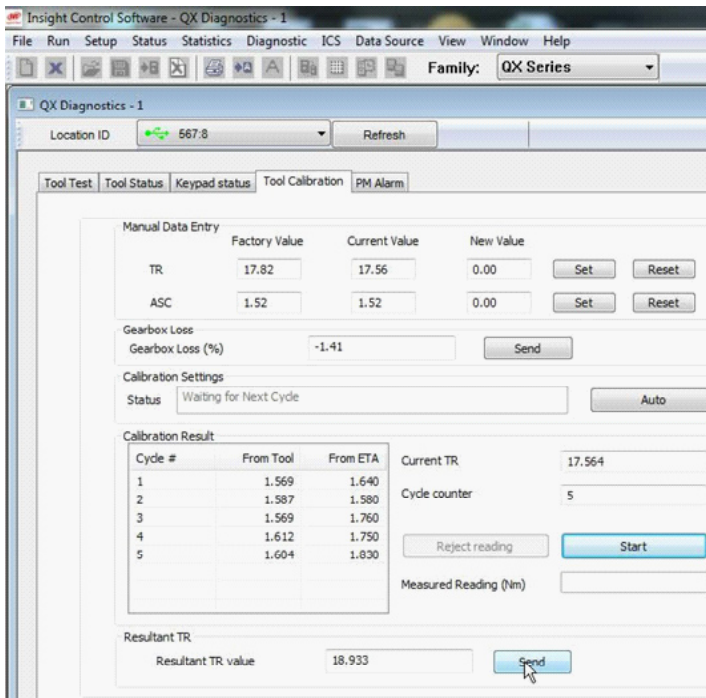 Insight Control Software - QX Diagnostics - 1
File Run Setup Status Statistics Diagnostic ICS Data Source View Window Help
Family: QX Series
QX Diagnostics - 1
Location ID 567:8 Refresh
Tool Test Tool Status Keypad status Tool Calibration PM Alarm
Manual Data Entry
Factory Value Current Value New Value
TR 17.82 17.56 0.00 Set Reset
ASC 1.52 1.52 0.00 Set Reset
Gearbox Loss
Gearbox Loss (%) -1.41 Send
Calibration Settings
Status Waiting for Next Cycle Auto
Calibration Result
Cycle # From Tool From ETA Current TR 17.564
1 1.569 1.640
2 1.587 1.580 Cycle counter 5
3 1.569 1.760
4 1.612 1.750
5 1.604 1.830 Reject reading Start
Measured Reading (Nm)
Resultant TR
Resultant TR value 18.933 Send